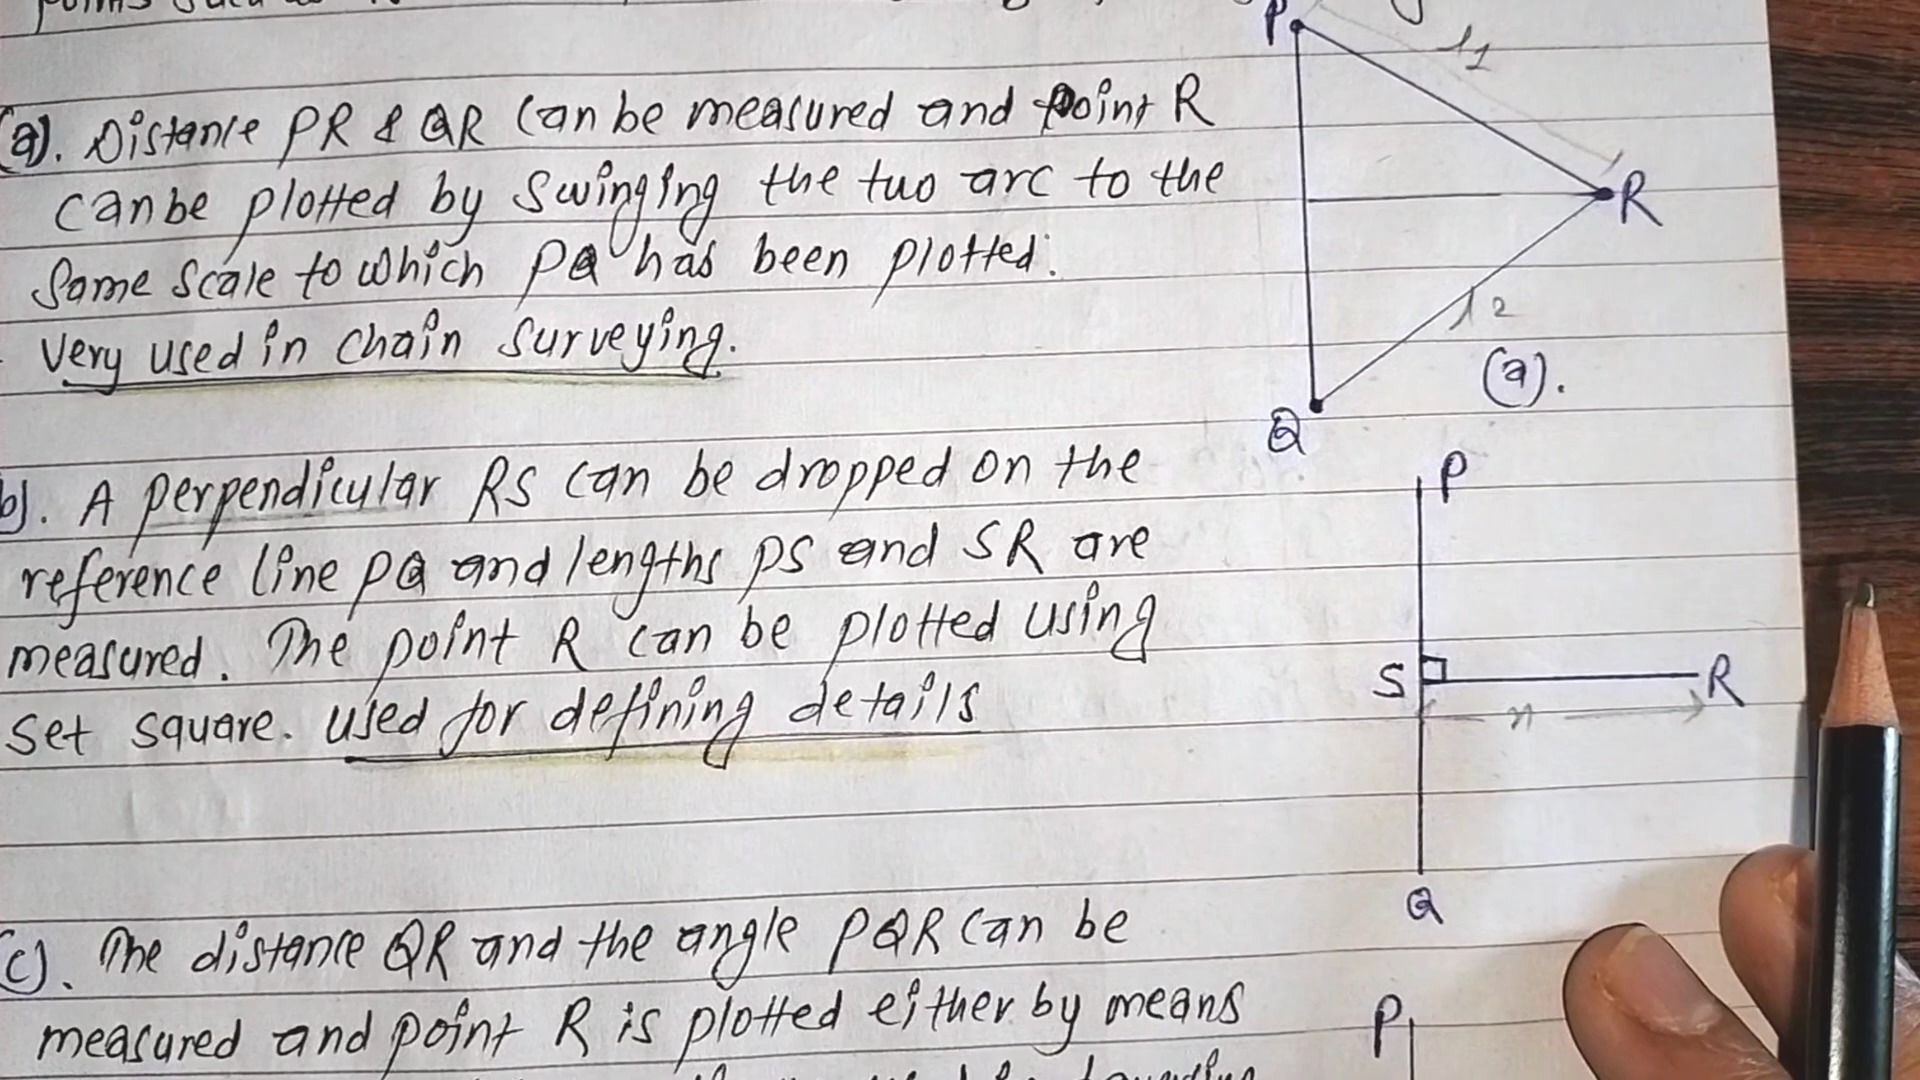 P
l1
(a). Distance PR & QR can be measured and point R
can be plotted by swinging the two arc to the
R
same scale to which PQ has been plotted.
l2
very used in chain surveying.
(a).
Q
b). A perpendicular RS can be dropped on the
P
reference line PQ and lengths PS and SR are
measured. The point R can be plotted using
S
R
set square. used for defining details
x
Q
(c). The distance QR and the angle PQR can be
measured and point R is plotted either by means
P